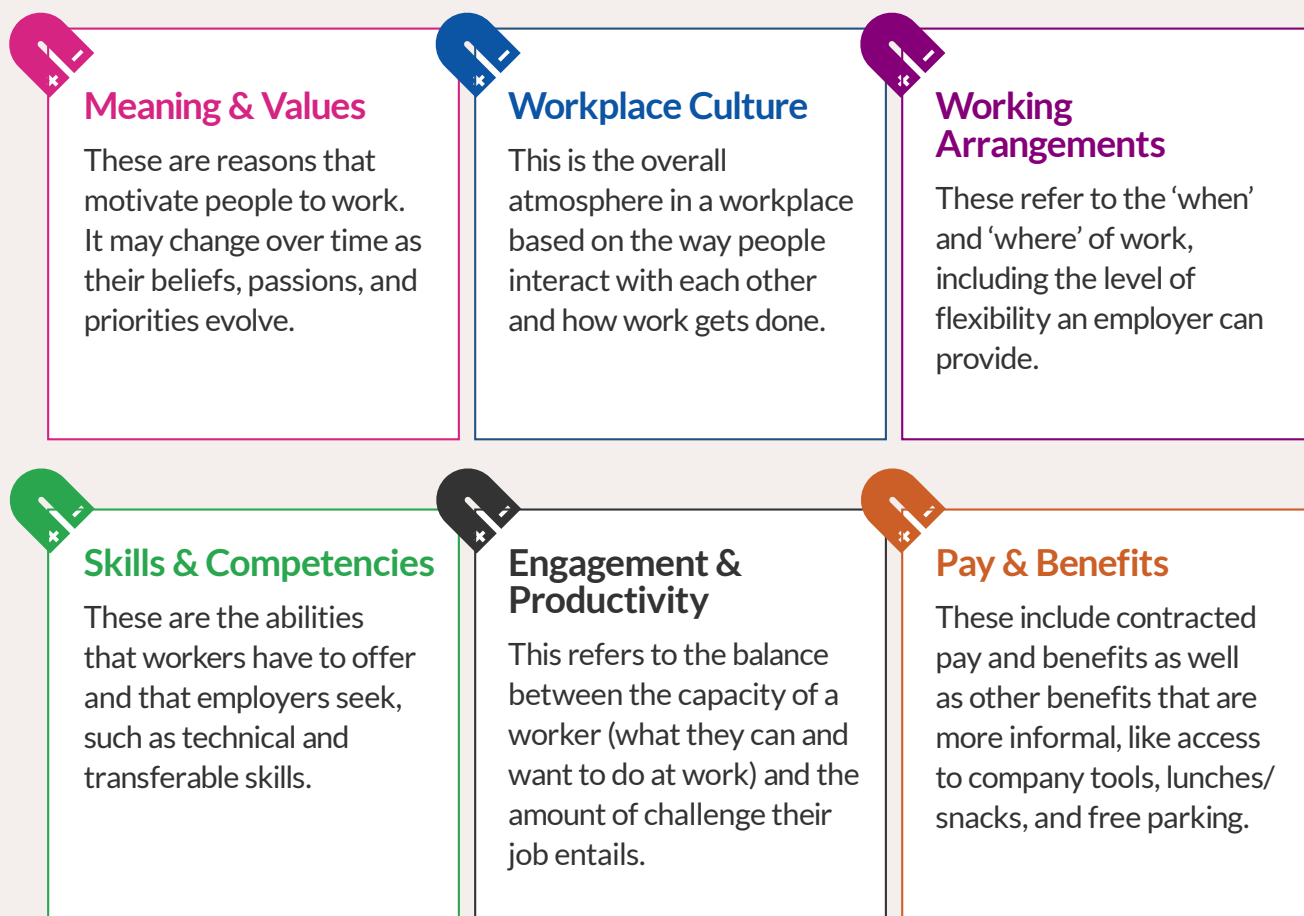 Meaning & Values
These are reasons that
motivate people to work.
It may change over time as
their beliefs, passions, and
priorities evolve.
Workplace Culture
This is the overall
atmosphere in a workplace
based on the way people
interact with each other
and how work gets done.
Working
Arrangements
These refer to the ‘when’
and ‘where’ of work,
including the level of
flexibility an employer can
provide.
Skills & Competencies
These are the abilities
that workers have to offer
and that employers seek,
such as technical and
transferable skills.
Engagement &
Productivity
This refers to the balance
between the capacity of a
worker (what they can and
want to do at work) and the
amount of challenge their
job entails.
Pay & Benefits
These include contracted
pay and benefits as well
as other benefits that are
more informal, like access
to company tools, lunches/
snacks, and free parking.